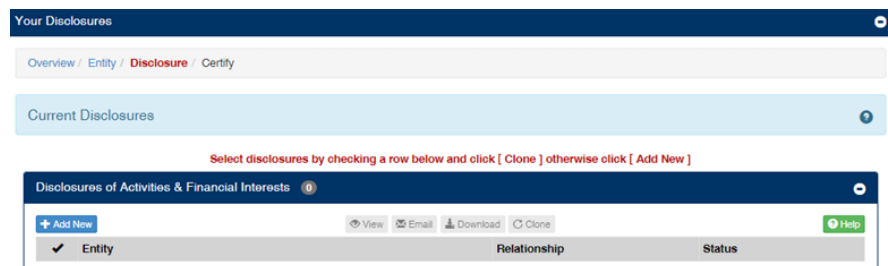 Your Disclosures
Overview / Entity / Disclosure / Certify
Current Disclosures
Select disclosures by checking a row below and click [ Clone ] otherwise click [ Add New ]
Disclosures of Activities & Financial Interests 0
Add New View Email Download Clone Help
Entity Relationship Status